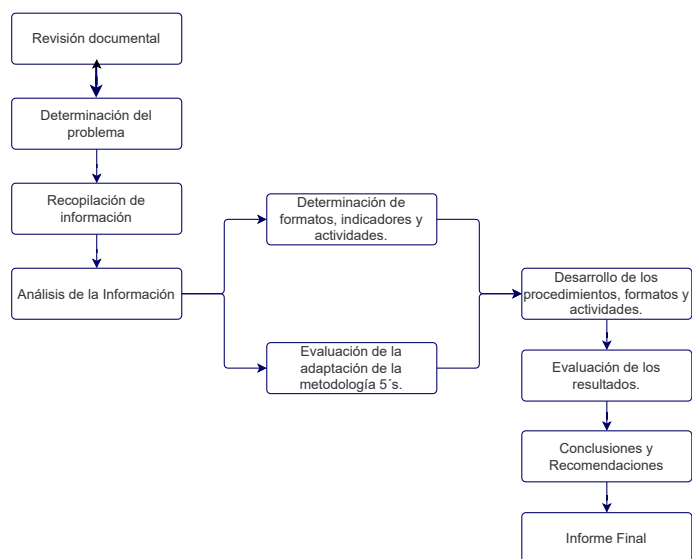 Revisión documental
Determinación del
problema
Recopilación de
información
Análisis de la Información
Determinación de
formatos, indicadores y
actividades.
Evaluación de la
adaptación de la
metodología 5´s.
Desarrollo de los
procedimientos, formatos y
actividades.
Evaluación de los
resultados.
Conclusiones y
Recomendaciones
Informe Final